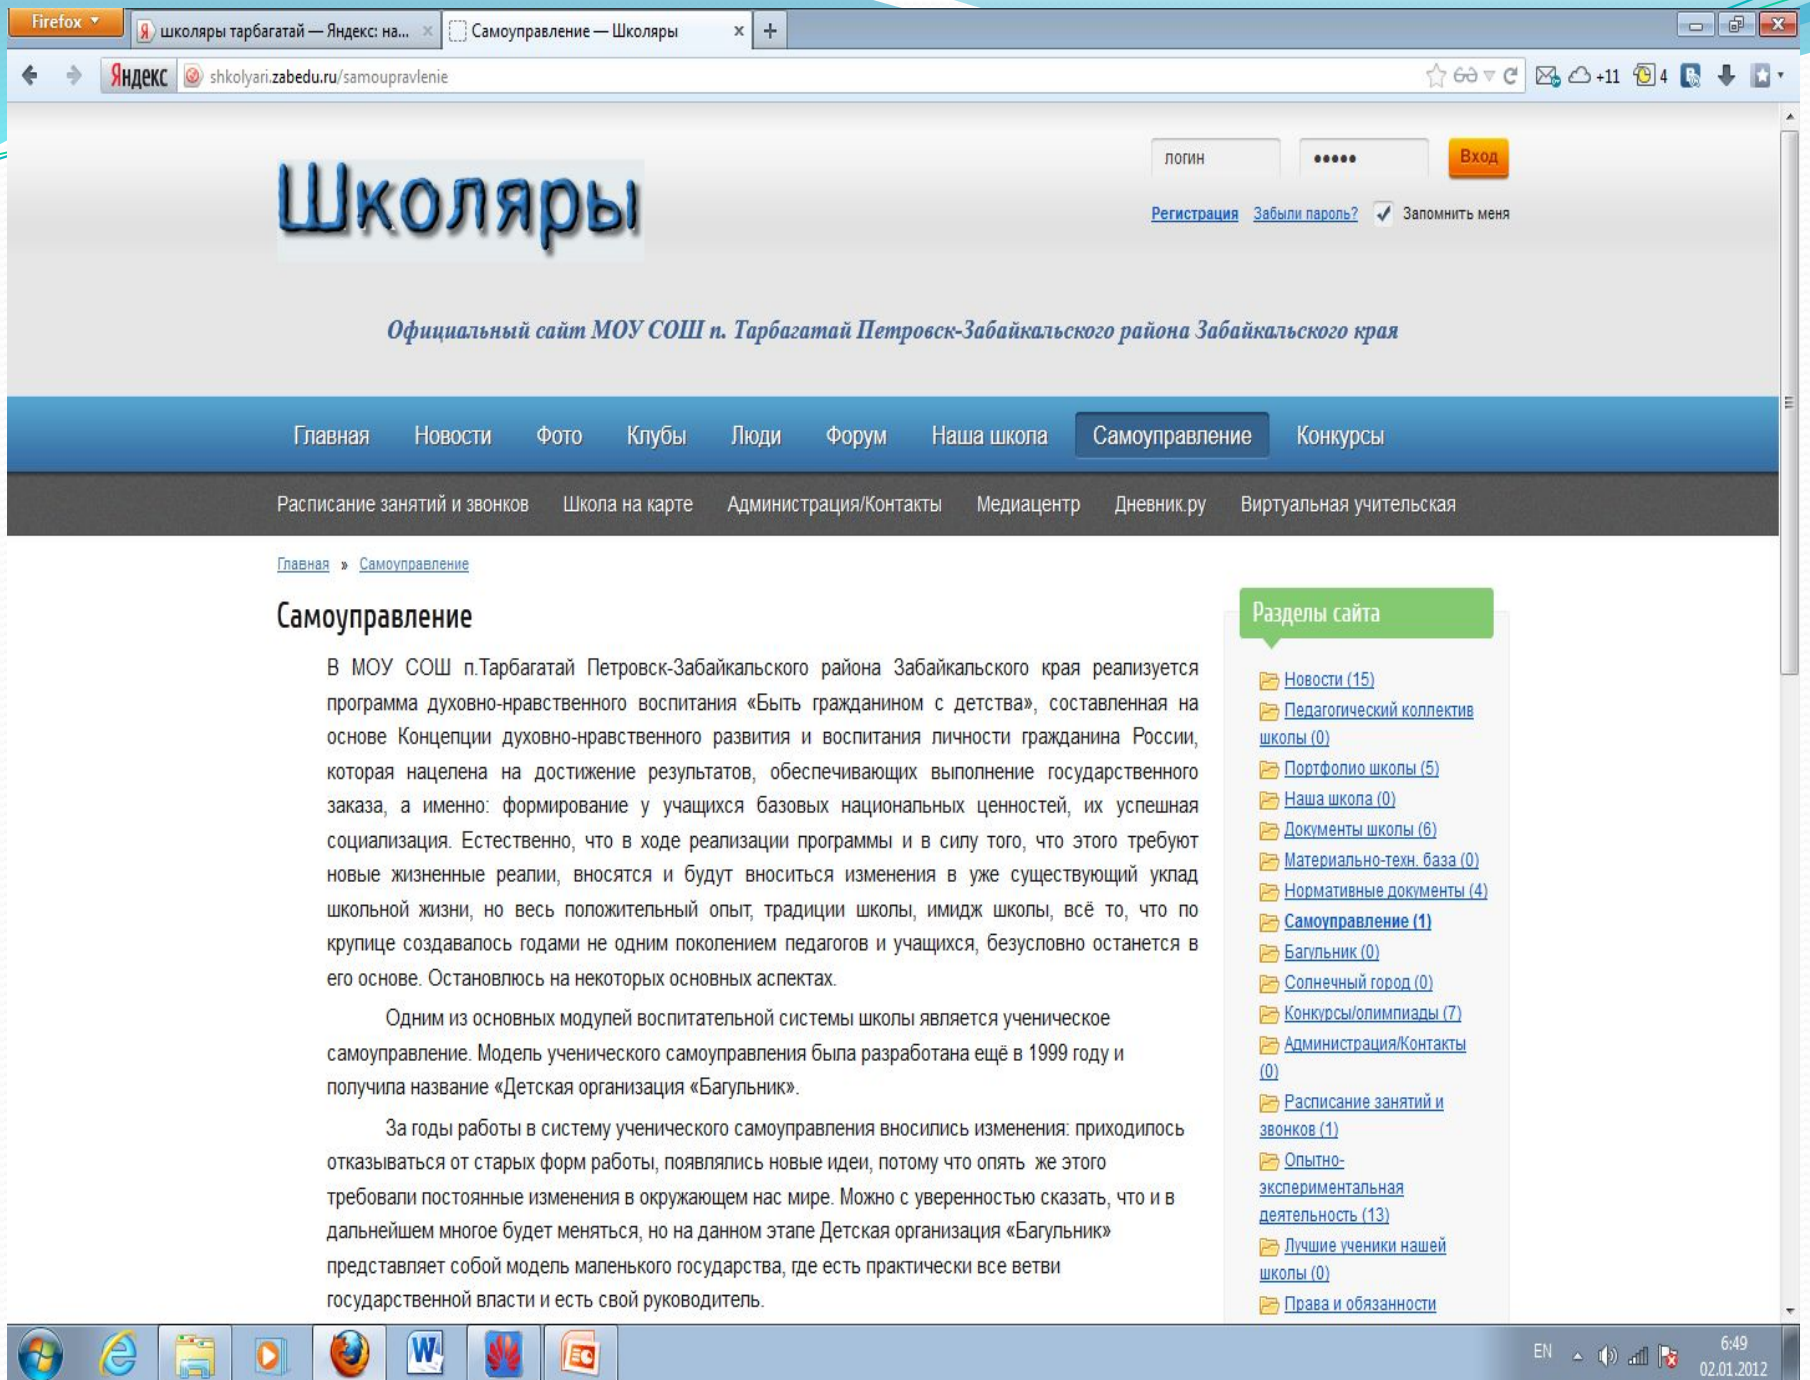 Firefox
школяры тарбагатай — Яндекс: на...
Самоуправление — Школяры
Яндекс
shkolyari.zabedu.ru/samoupravlenie
+11
4
Школяры
логин
Вход
Регистрация Забыли пароль? Запомнить меня
Официальный сайт МОУ СОШ п. Тарбагатай Петровск-Забайкальского района Забайкальского края
Главная Новости Фото Клубы Люди Форум Наша школа Самоуправление Конкурсы
Расписание занятий и звонков Школа на карте Администрация/Контакты Медиацентр Дневник.ру Виртуальная учительская
Главная » Самоуправление
Самоуправление
В МОУ СОШ п.Тарбагатай Петровск-Забайкальского района Забайкальского края реализуется
программа духовно-нравственного воспитания «Быть гражданином с детства», составленная на
основе Концепции духовно-нравственного развития и воспитания личности гражданина России,
которая нацелена на достижение результатов, обеспечивающих выполнение государственного
заказа, а именно: формирование у учащихся базовых национальных ценностей, их успешная
социализация. Естественно, что в ходе реализации программы и в силу того, что этого требуют
новые жизненные реалии, вносятся и будут вноситься изменения в уже существующий уклад
школьной жизни, но весь положительный опыт, традиции школы, имидж школы, всё то, что по
крупице создавалось годами не одним поколением педагогов и учащихся, безусловно останется в
его основе. Остановлюсь на некоторых основных аспектах.
Одним из основных модулей воспитательной системы школы является ученическое
самоуправление. Модель ученического самоуправления была разработана ещё в 1999 году и
получила название «Детская организация «Багульник».
За годы работы в систему ученического самоуправления вносились изменения: приходилось
отказываться от старых форм работы, появлялись новые идеи, потому что опять же этого
требовали постоянные изменения в окружающем нас мире. Можно с уверенностью сказать, что и в
дальнейшем многое будет меняться, но на данном этапе Детская организация «Багульник»
представляет собой модель маленького государства, где есть практически все ветви
государственной власти и есть свой руководитель.
Разделы сайта
Новости (15)
Педагогический коллектив
школы (0)
Портфолио школы (5)
Наша школа (0)
Документы школы (6)
Материально-техн. база (0)
Нормативные документы (4)
Самоуправление (1)
Багульник (0)
Солнечный город (0)
Конкурсы/олимпиады (7)
Администрация/Контакты
(0)
Расписание занятий и
звонков (1)
Опытно-
экспериментальная
деятельность (13)
Лучшие ученики нашей
школы (0)
Права и обязанности
EN
6:49
02.01.2012